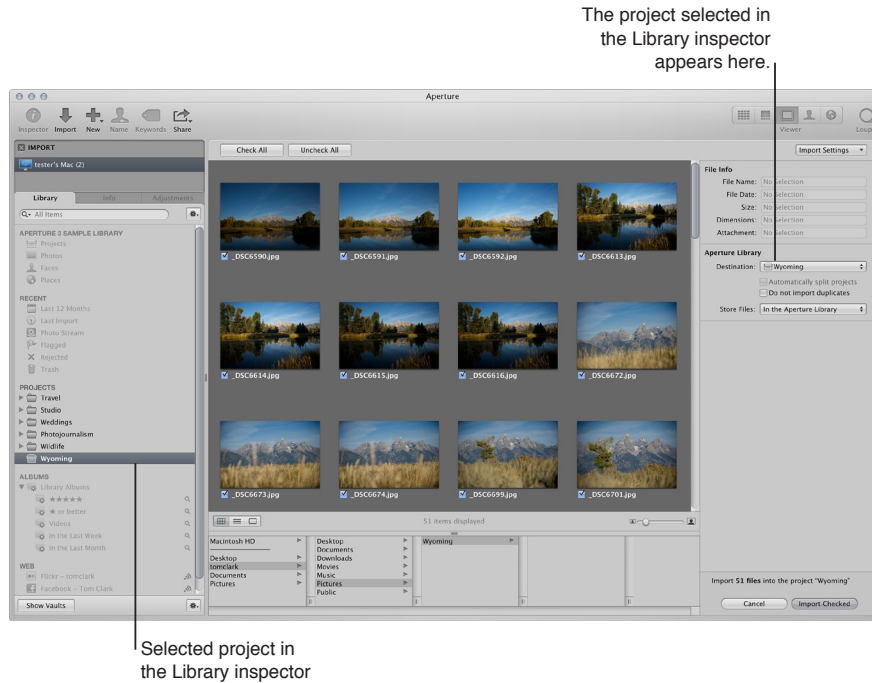 The project selected in
the Library inspector
appears here.
Aperture
Inspector Import New Name Keywords Share
Viewer
Loup
IMPORT
tester's Mac (2)
Check All Uncheck All
Import Settings
Library Info Adjustments
All Items
APERTURE 3 SAMPLE LIBRARY
Projects
Photos
Faces
Places
RECENT
Last 12 Months
Last Import
Photo Stream
Flagged
Rejected
Trash
PROJECTS
Travel
Studio
Weddings
Photojournalism
Wildlife
Wyoming
ALBUMS
Library Albums
★★★★★
★ or better
Videos
In the Last Week
In the Last Month
WEB
Flickr – tomclark
Facebook – Tom Clark
Show Vaults
_DSC6590.jpg _DSC6591.jpg _DSC6592.jpg _DSC6613.jpg
_DSC6614.jpg _DSC6615.jpg _DSC6616.jpg _DSC6672.jpg
_DSC6673.jpg _DSC6674.jpg _DSC6699.jpg _DSC6701.jpg
51 items displayed
Macintosh HD
Desktop
tomclark
Documents
Pictures
Desktop
Documents
Downloads
Movies
Music
Pictures
Public
Wyoming
File Info
File Name: No Selection
File Date: No Selection
Size: No Selection
Dimensions: No Selection
Attachment: No Selection
Aperture Library
Destination: Wyoming
Automatically split projects
Do not import duplicates
Store Files: In the Aperture Library
Import 51 files into the project "Wyoming"
Cancel Import Checked
Selected project in
the Library inspector